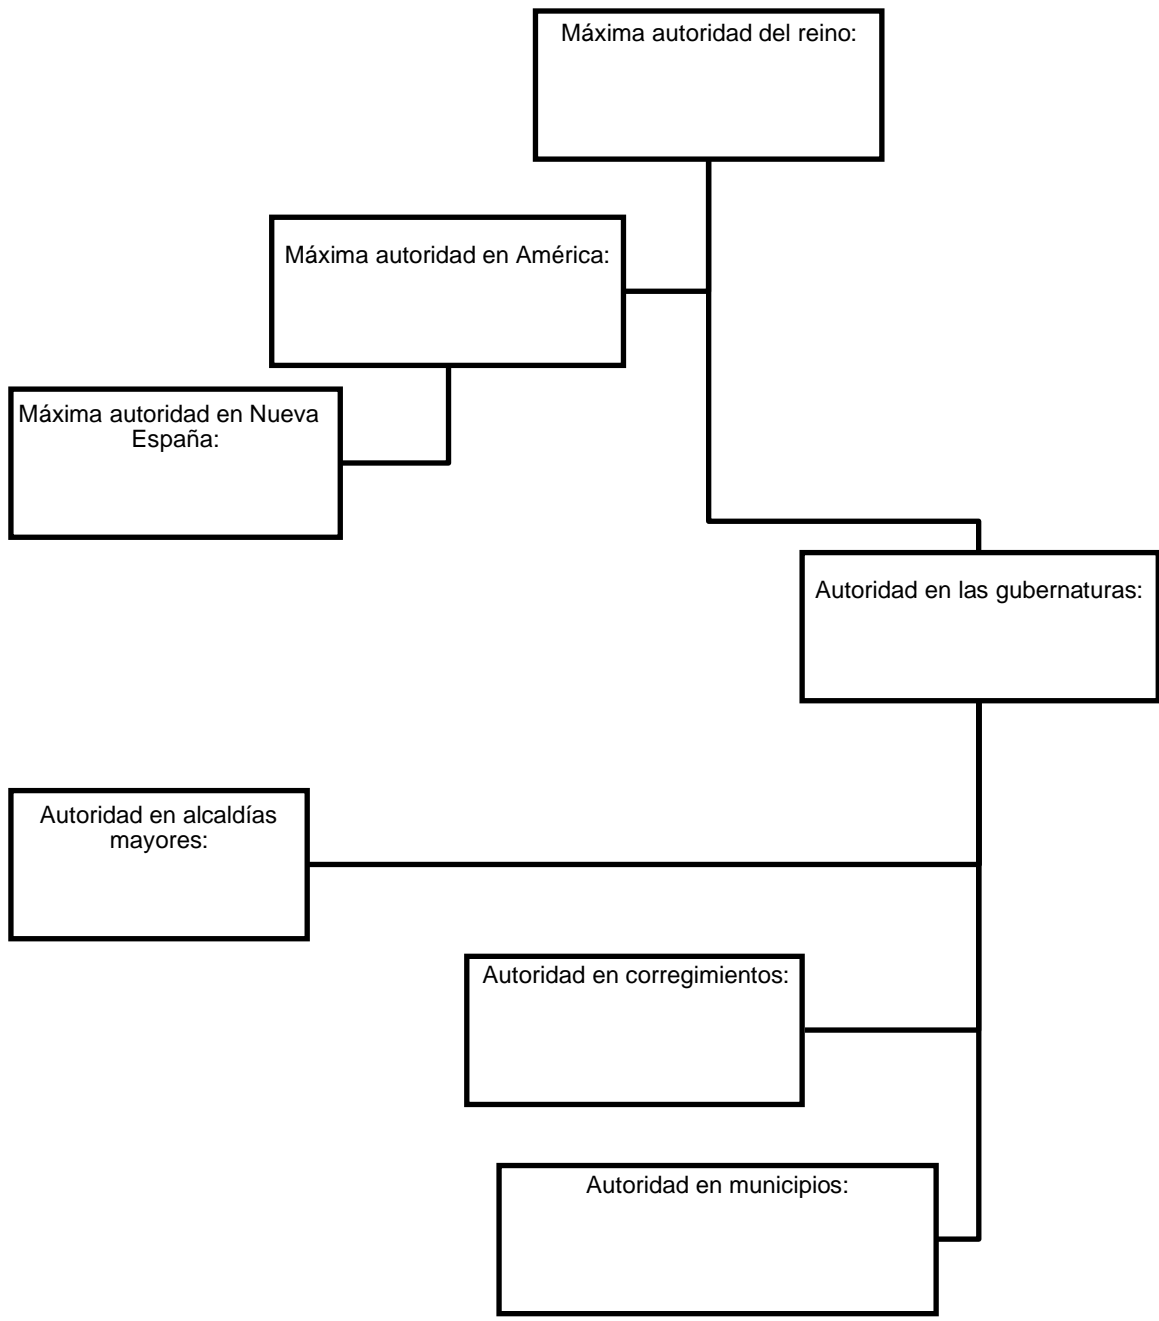 Máxima autoridad del reino:
Máxima autoridad en América:
Máxima autoridad en Nueva
España:
Autoridad en las gubernaturas:
Autoridad en alcaldías
mayores:
Autoridad en corregimientos:
Autoridad en municipios: